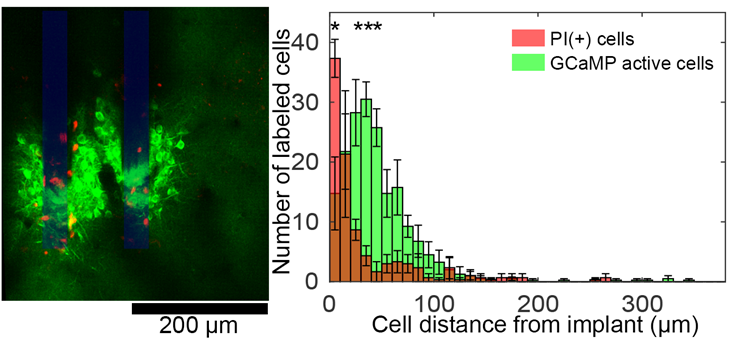 200 µm
Number of labeled cells
40
30
20
10
0
* ***
PI(+) cells
GCaMP active cells
0 100 200 300
Cell distance from implant (µm)